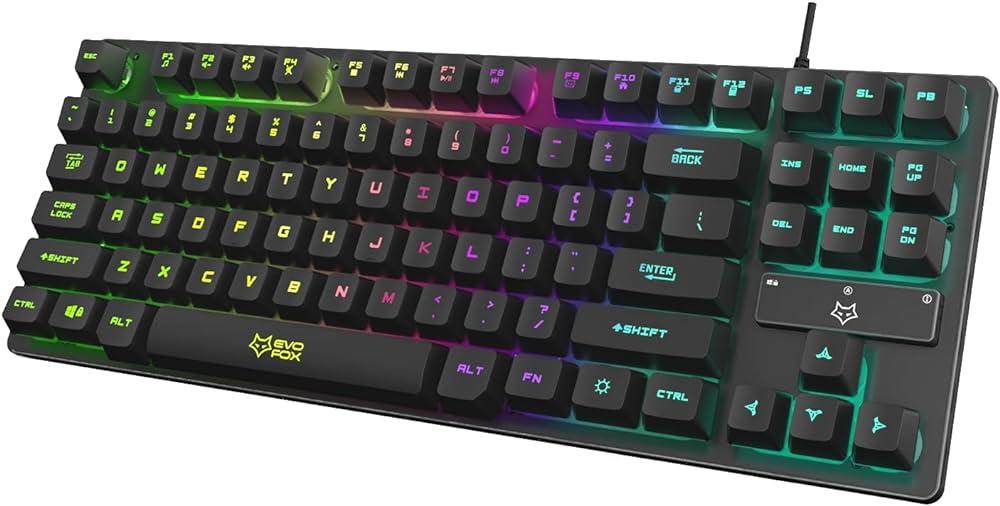 ESC F1 F2 F3 F4 F5 F6 F7 F8 F9 F10 F11 F12 PS SL PB
~ ! @ # $ % ^ & * ( ) _ + BACK INS HOME PG UP
` 1 2 3 4 5 6 7 8 9 0 - =
TAB Q W E R T Y U I O P { [ } ] | \ DEL END PG DN
CAPS LOCK A S D F G H J K L : ; " ' ENTER
SHIFT Z X C V B N M < , > . ? / SHIFT
CTRL ALT EVO FOX ALT FN CTRL
A